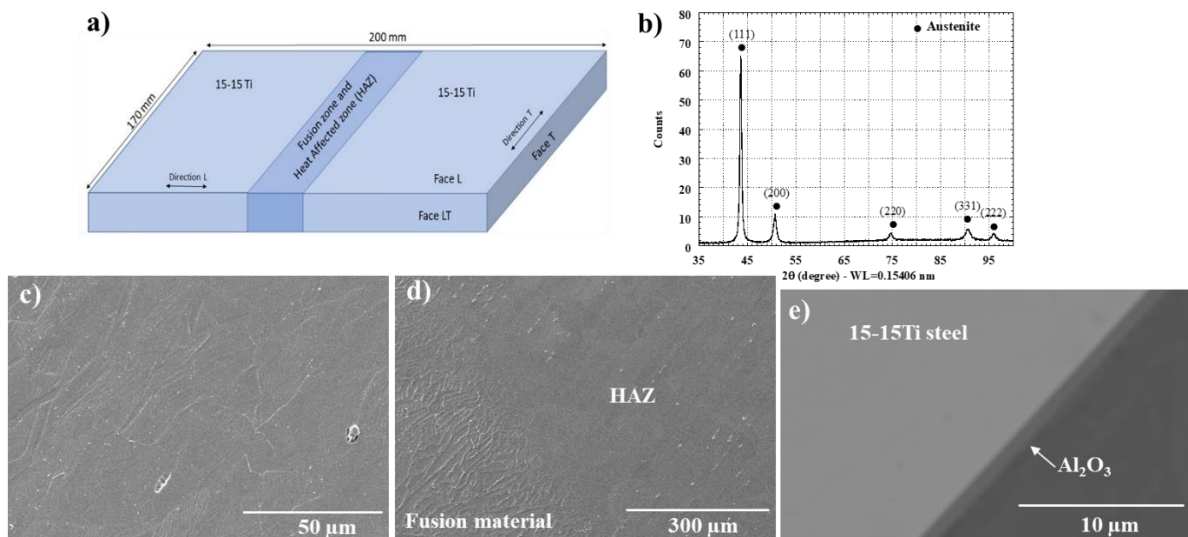 a)
200 mm
170 mm
15-15 Ti
Fusion zone and
Heat Affected zone (HAZ)
15-15 Ti
Direction T
Face T
Direction L
Face L
Face LT
b)
80
70
60
50
40
30
20
10
0
Counts
● Austenite
(111)
(200)
(220)
(331)
(222)
35 45 55 65 75 85 95
2θ (degree) - WL=0.15406 nm
c)
50 µm
d)
HAZ
Fusion material
300 µm
e)
15-15Ti steel
Al₂O₃
10 µm